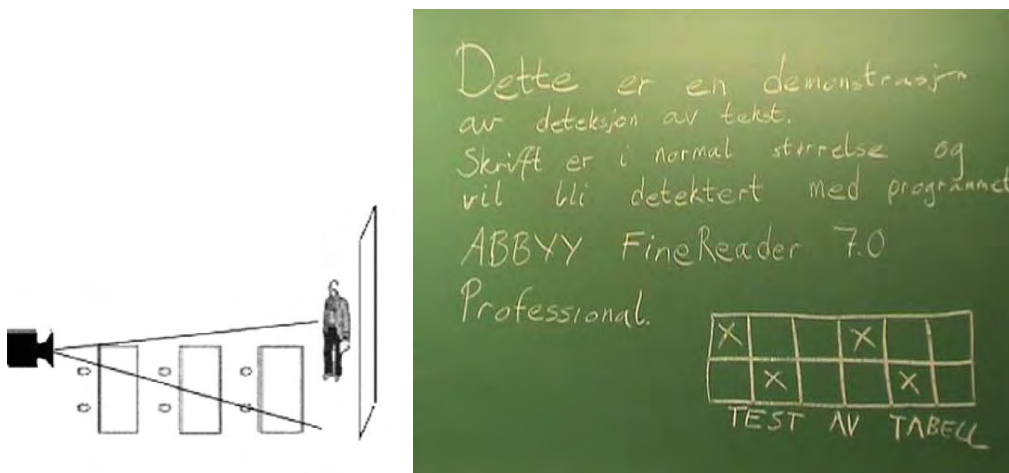 Dette er en demonstrasjn
av deteksjon av tekst.
Skrift er i normal størrelse og
vil bli detektert med programmet
ABBYY FineReader 7.0
Professional.
X X
X X
TEST AV TABELL